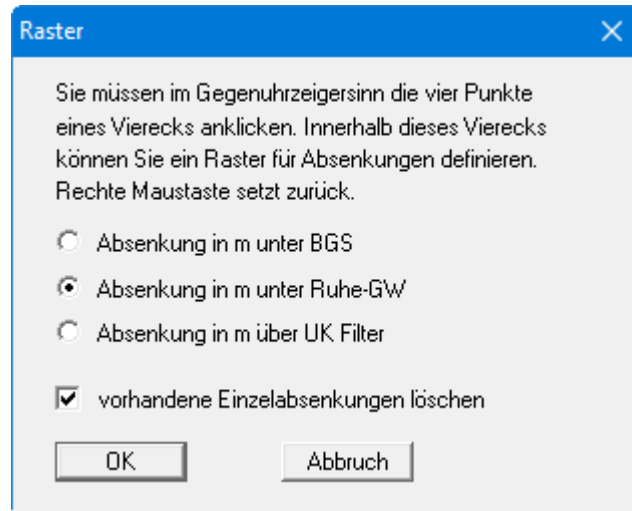 Raster
Sie müssen im Gegenuhrzeigersinn die vier Punkte
eines Vierecks anklicken. Innerhalb dieses Vierecks
können Sie ein Raster für Absenkungen definieren.
Rechte Maustaste setzt zurück.
Absenkung in m unter BGS
Absenkung in m unter Ruhe-GW
Absenkung in m über UK Filter
vorhandene Einzelabsenkungen löschen
OK
Abbruch